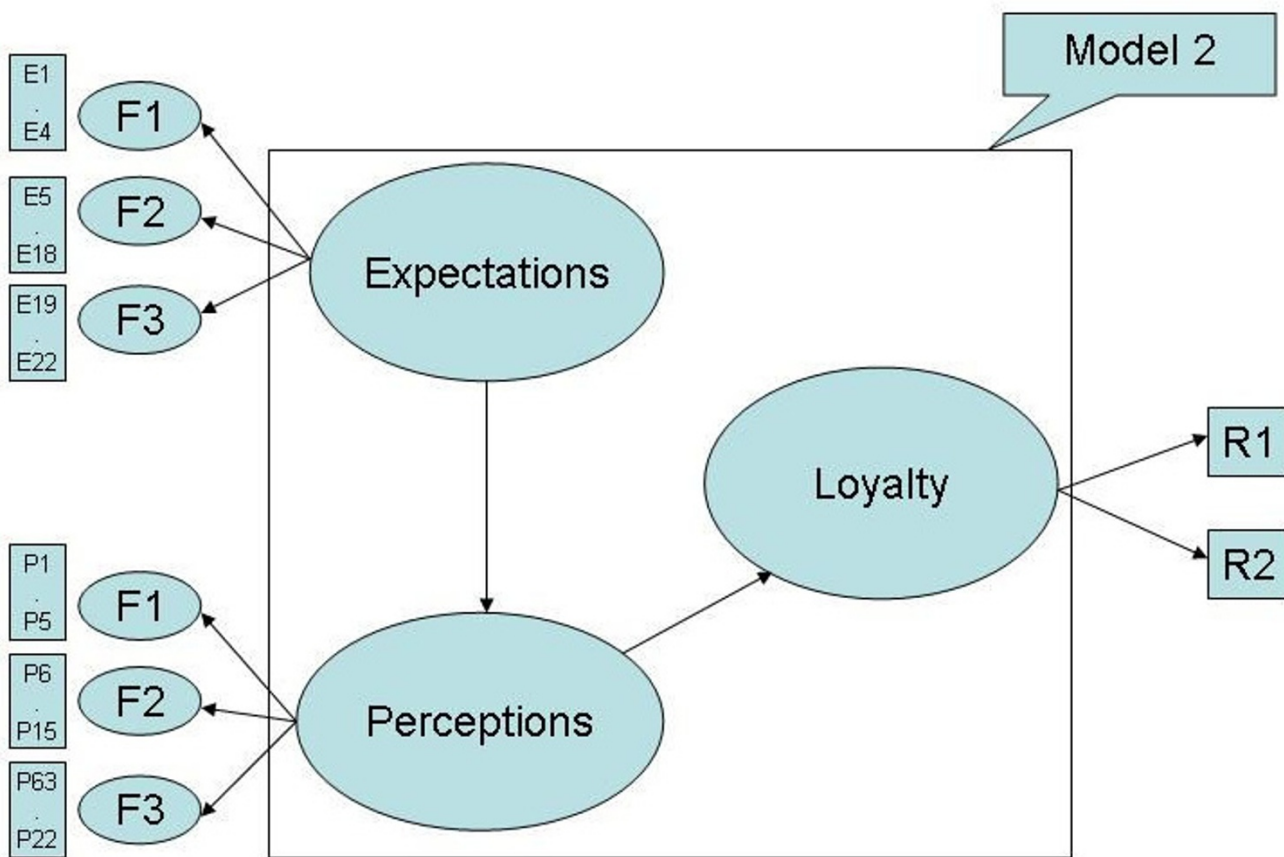 Model 2
E1
.
E4
F1
E5
.
E18
F2
E19
.
E22
F3
Expectations
Loyalty
R1
R2
P1
.
P5
F1
P6
.
P15
F2
P63
.
P22
F3
Perceptions